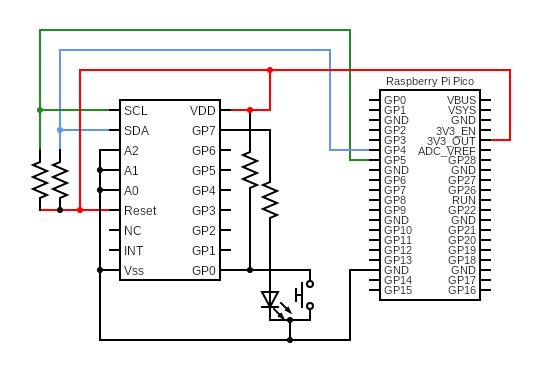 Raspberry Pi Pico
SCL VDD
SDA GP7
A2 GP6
A1 GP5
A0 GP4
Reset GP3
NC GP2
INT GP1
Vss GP0
GP0 VBUS
GP1 VSYS
GND GND
GP2 3V3_EN
GP3 3V3_OUT
GP4 ADC_VREF
GP5 GP28
GND GND
GP6 GP27
GP7 GP26
GP8 RUN
GP9 GP22
GND GND
GP10 GP21
GP11 GP20
GP12 GP19
GP13 GP18
GND GND
GP14 GP17
GP15 GP16